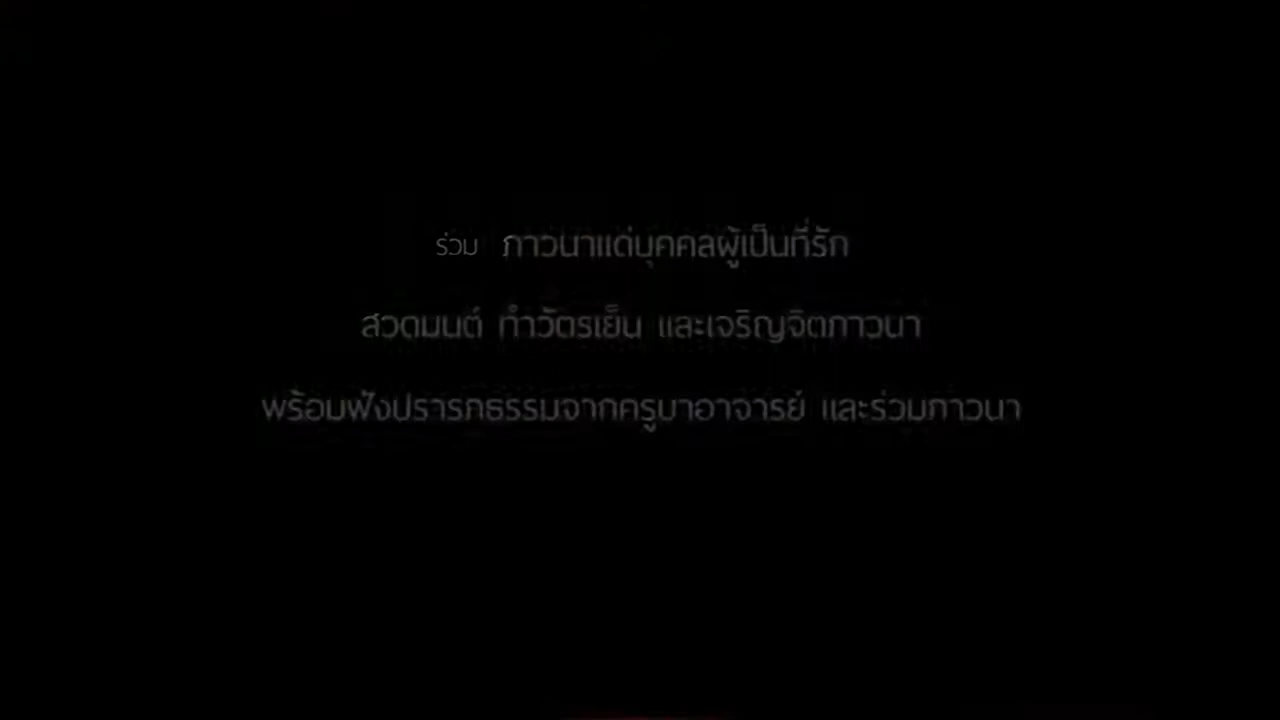 ร่วม ภาวนาแด่บุคคลผู้เป็นที่รัก
สวดมนต์ ทำวัตรเย็น และเจริญจิตภาวนา
พร้อมฟังปรารภธรรมจากครูบาอาจารย์ และร่วมภาวนา